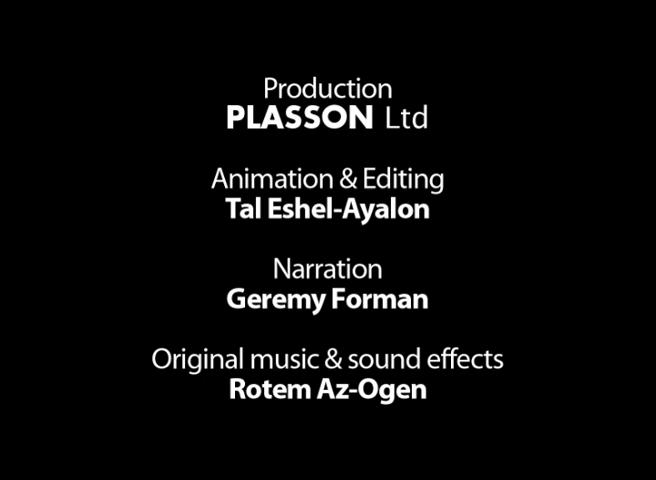 Production
PLASSON Ltd
Animation & Editing
Tal Eshel-Ayalon
Narration
Geremy Forman
Original music & sound effects
Rotem Az-Ogen